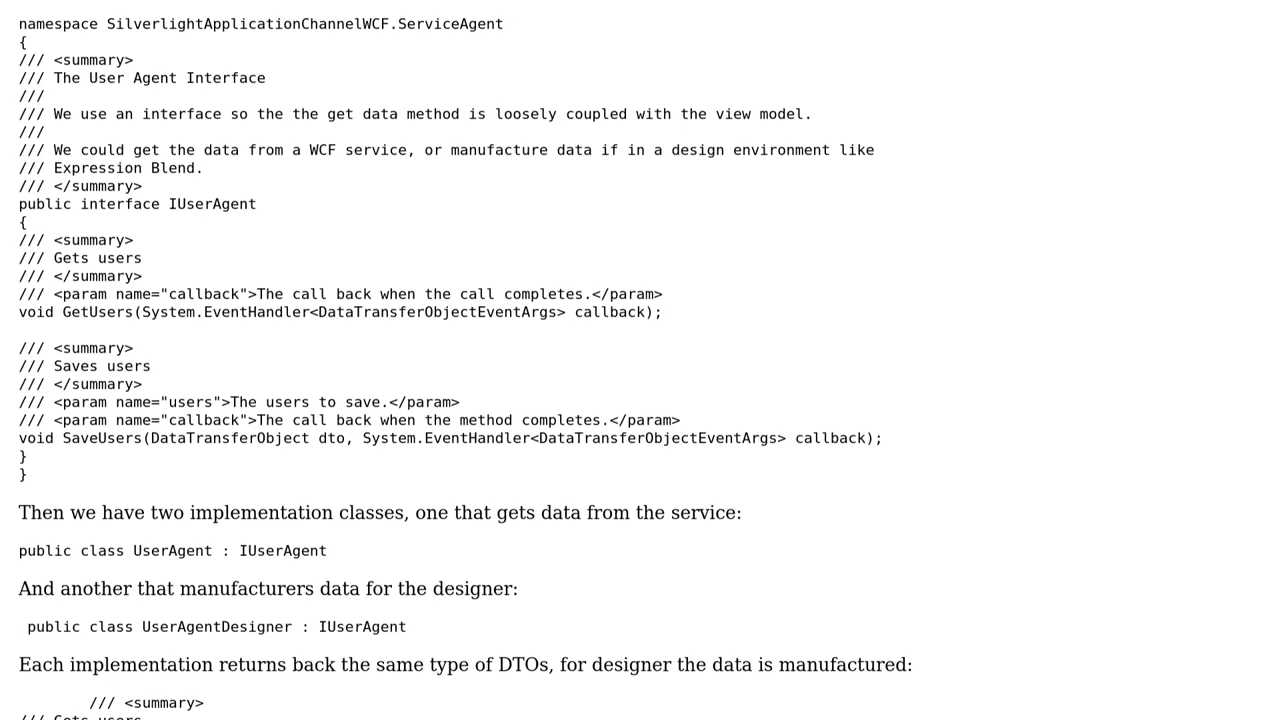 namespace SilverlightApplicationChannelWCF.ServiceAgent
{
/// <summary>
/// The User Agent Interface
///
/// We use an interface so the the get data method is loosely coupled with the view model.
///
/// We could get the data from a WCF service, or manufacture data if in a design environment like
/// Expression Blend.
/// </summary>
public interface IUserAgent
{
/// <summary>
/// Gets users
/// </summary>
/// <param name="callback">The call back when the call completes.</param>
void GetUsers(System.EventHandler<DataTransferObjectEventArgs> callback);

/// <summary>
/// Saves users
/// </summary>
/// <param name="users">The users to save.</param>
/// <param name="callback">The call back when the method completes.</param>
void SaveUsers(DataTransferObject dto, System.EventHandler<DataTransferObjectEventArgs> callback);
}
}
Then we have two implementation classes, one that gets data from the service:
public class UserAgent : IUserAgent
And another that manufacturers data for the designer:
public class UserAgentDesigner : IUserAgent
Each implementation returns back the same type of DTOs, for designer the data is manufactured:
/// <summary>
/// Gets users